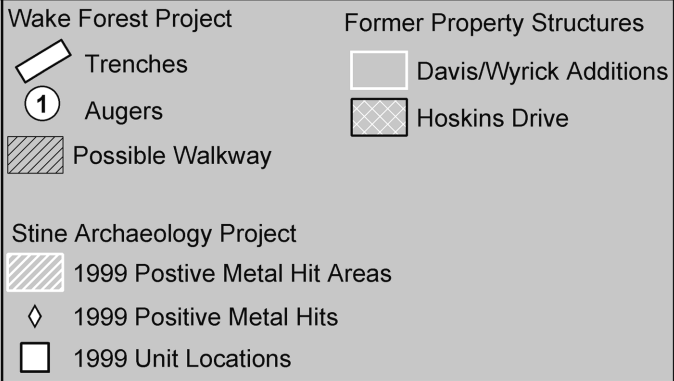 Wake Forest Project
Trenches
1
Augers
Possible Walkway
Former Property Structures
Davis/Wyrick Additions
Hoskins Drive
Stine Archaeology Project
1999 Postive Metal Hit Areas
1999 Positive Metal Hits
1999 Unit Locations